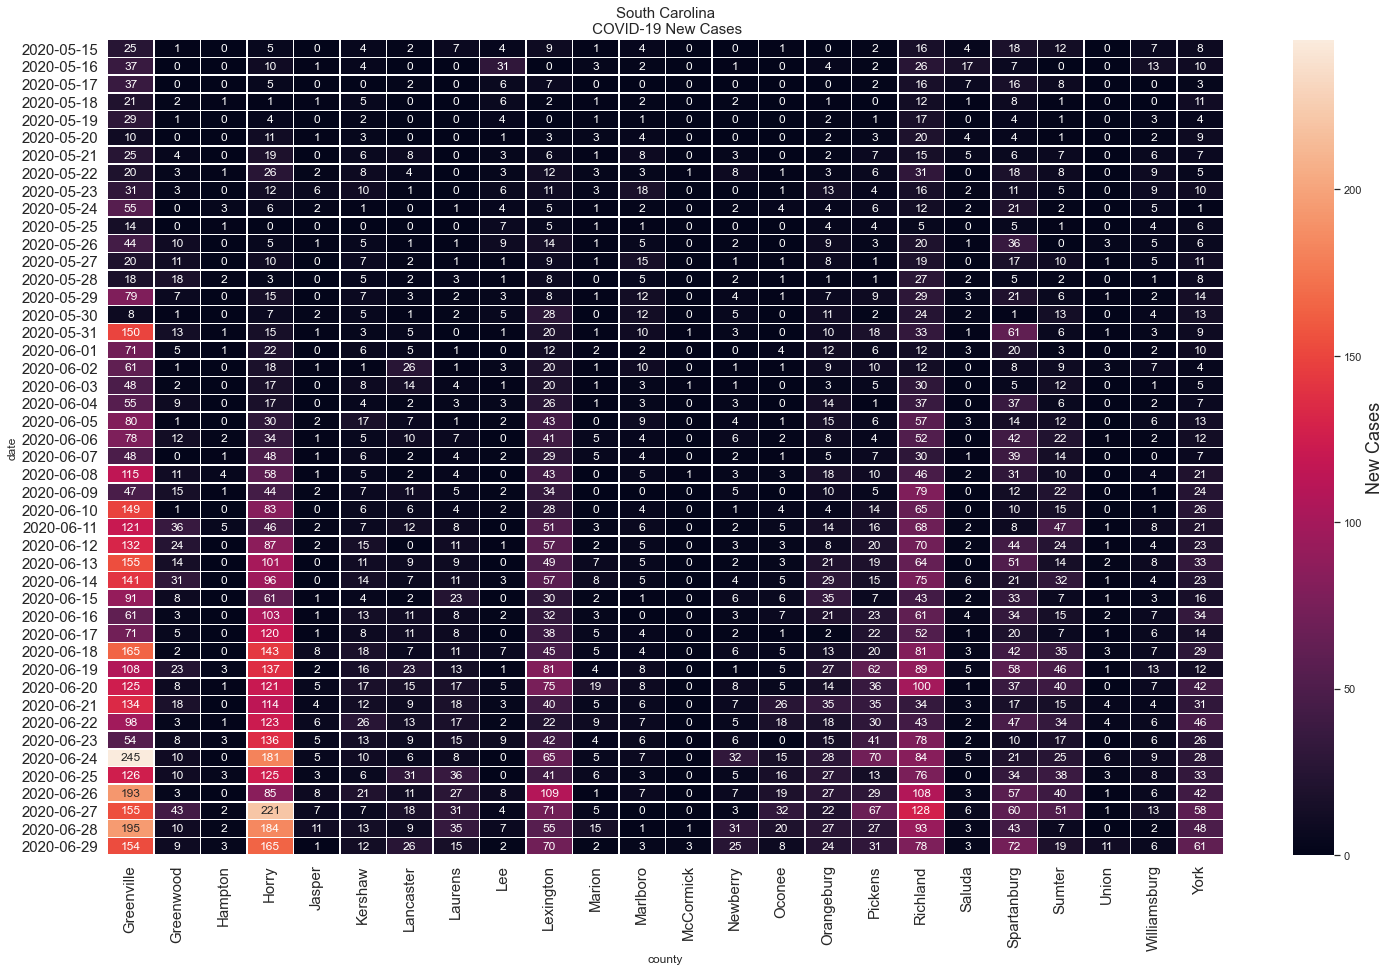 South Carolina
COVID-19 New Cases
2020-05-15 25 1 0 5 0 4 2 7 4 9 1 4 0 0 1 0 2 16 4 18 12 0 7 8
2020-05-16 37 0 0 10 1 4 0 0 31 0 3 2 0 1 0 4 2 26 17 7 0 0 13 10
2020-05-17 37 0 0 5 0 0 2 0 6 7 0 0 0 0 0 0 0 16 7 16 8 0 0 3
2020-05-18 21 2 1 1 1 5 0 0 6 2 1 2 0 2 0 1 0 12 1 8 1 0 0 11
2020-05-19 29 1 0 4 0 2 0 0 4 0 1 1 0 0 0 2 1 17 0 4 1 0 3 4
2020-05-20 10 0 0 11 1 3 0 0 1 3 3 4 0 0 0 2 3 20 4 4 1 0 2 9
2020-05-21 25 4 0 19 0 6 8 0 3 6 1 8 0 3 0 2 7 15 5 6 7 0 6 7
2020-05-22 20 3 1 26 2 8 4 0 3 12 3 3 1 8 1 3 6 31 0 18 8 0 9 5
2020-05-23 31 3 0 12 6 10 1 0 6 11 3 18 0 0 1 13 4 16 2 11 5 0 9 10
2020-05-24 55 0 3 6 2 1 0 1 4 5 1 2 0 2 4 4 6 12 2 21 2 0 5 1
2020-05-25 14 0 1 0 0 0 0 0 7 5 1 1 0 0 0 4 4 5 0 5 1 0 4 6
2020-05-26 44 10 0 5 1 5 1 1 9 14 1 5 0 2 0 9 3 20 1 36 0 3 5 6
2020-05-27 20 11 0 10 0 7 2 1 1 9 1 15 0 1 1 8 1 19 0 17 10 1 5 11
2020-05-28 18 18 2 3 0 5 2 3 1 8 0 5 0 2 1 1 1 27 2 5 2 0 1 8
2020-05-29 79 7 0 15 0 7 3 2 3 8 1 12 0 4 1 7 9 29 3 21 6 1 2 14
2020-05-30 8 1 0 7 2 5 1 2 5 28 0 12 0 5 0 11 2 24 2 1 13 0 4 13
2020-05-31 150 13 1 15 1 3 5 0 1 20 1 10 1 3 0 10 18 33 1 61 6 1 3 9
2020-06-01 71 5 1 22 0 6 5 1 0 12 2 2 0 0 4 12 6 12 3 20 3 0 2 10
2020-06-02 61 1 0 18 1 1 26 1 3 20 1 10 0 1 1 9 10 12 0 8 9 3 7 4
2020-06-03 48 2 0 17 0 8 14 4 1 20 1 3 1 1 0 3 5 30 0 5 12 0 1 5
2020-06-04 55 9 0 17 0 4 2 3 3 26 1 3 0 3 0 14 1 37 0 37 6 0 2 7
2020-06-05 80 1 0 30 2 17 7 1 2 43 0 9 0 4 1 15 6 57 3 14 12 0 6 13
2020-06-06 78 12 2 34 1 5 10 7 0 41 5 4 0 6 2 8 4 52 0 42 22 1 2 12
2020-06-07 48 0 1 48 1 6 2 4 2 29 5 4 0 2 1 5 7 30 1 39 14 0 0 7
2020-06-08 115 11 4 58 1 5 2 4 0 43 0 5 1 3 3 18 10 46 2 31 10 0 4 21
2020-06-09 47 15 1 44 2 7 11 5 2 34 0 0 0 5 0 10 5 79 0 12 22 0 1 24
2020-06-10 149 1 0 83 0 6 6 4 2 28 0 4 0 1 4 4 14 65 0 10 15 0 1 26
2020-06-11 121 36 5 46 2 7 12 8 0 51 3 6 0 2 5 14 16 68 2 8 47 1 8 21
2020-06-12 132 24 0 87 2 15 0 11 1 57 2 5 0 3 3 8 20 70 2 44 24 1 4 23
2020-06-13 155 14 0 101 0 11 9 9 0 49 7 5 0 2 3 21 19 64 0 51 14 2 8 33
2020-06-14 141 31 0 96 0 14 7 11 3 57 8 5 0 4 5 29 15 75 6 21 32 1 4 23
2020-06-15 91 8 0 61 1 4 2 23 0 30 2 1 0 6 6 35 7 43 2 33 7 1 3 16
2020-06-16 61 3 0 103 1 13 11 8 2 32 3 0 0 3 7 21 23 61 4 34 15 2 7 34
2020-06-17 71 5 0 120 1 8 11 8 0 38 5 4 0 2 1 2 22 52 1 20 7 1 6 14
2020-06-18 165 2 0 143 8 18 7 11 7 45 5 4 0 6 5 13 20 81 3 42 35 3 7 29
2020-06-19 108 23 3 137 2 16 23 13 1 81 4 8 0 1 5 27 62 89 5 58 46 1 13 12
2020-06-20 125 8 1 121 5 17 15 17 5 75 19 8 0 8 5 14 36 100 1 37 40 0 7 42
2020-06-21 134 18 0 114 4 12 9 18 3 40 5 6 0 7 26 35 35 34 3 17 15 4 4 31
2020-06-22 98 3 1 123 6 26 13 17 2 22 9 7 0 5 18 18 30 43 2 47 34 4 6 46
2020-06-23 54 8 3 136 5 13 9 15 9 42 4 6 0 6 0 15 41 78 2 10 17 0 6 26
2020-06-24 245 10 0 181 5 10 6 8 0 65 5 7 0 32 15 28 70 84 5 21 25 6 9 28
2020-06-25 126 10 3 125 3 6 31 36 0 41 6 3 0 5 16 27 13 76 0 34 38 3 8 33
2020-06-26 193 3 0 85 8 21 11 27 8 109 1 7 0 7 19 27 29 108 3 57 40 1 6 42
2020-06-27 155 43 2 221 7 7 18 31 4 71 5 0 0 3 32 22 67 128 6 60 51 1 13 58
2020-06-28 195 10 2 184 11 13 9 35 7 55 15 1 1 31 20 27 27 93 3 43 7 0 2 48
2020-06-29 154 9 3 165 1 12 26 15 2 70 2 3 3 25 8 24 31 78 3 72 19 11 6 61
date
Greenville Greenwood Hampton Horry Jasper Kershaw Lancaster Laurens Lee Lexington Marion Marlboro McCormick Newberry Oconee Orangeburg Pickens Richland Saluda Spartanburg Sumter Union Williamsburg York
county
200
150
100
50
0
New Cases